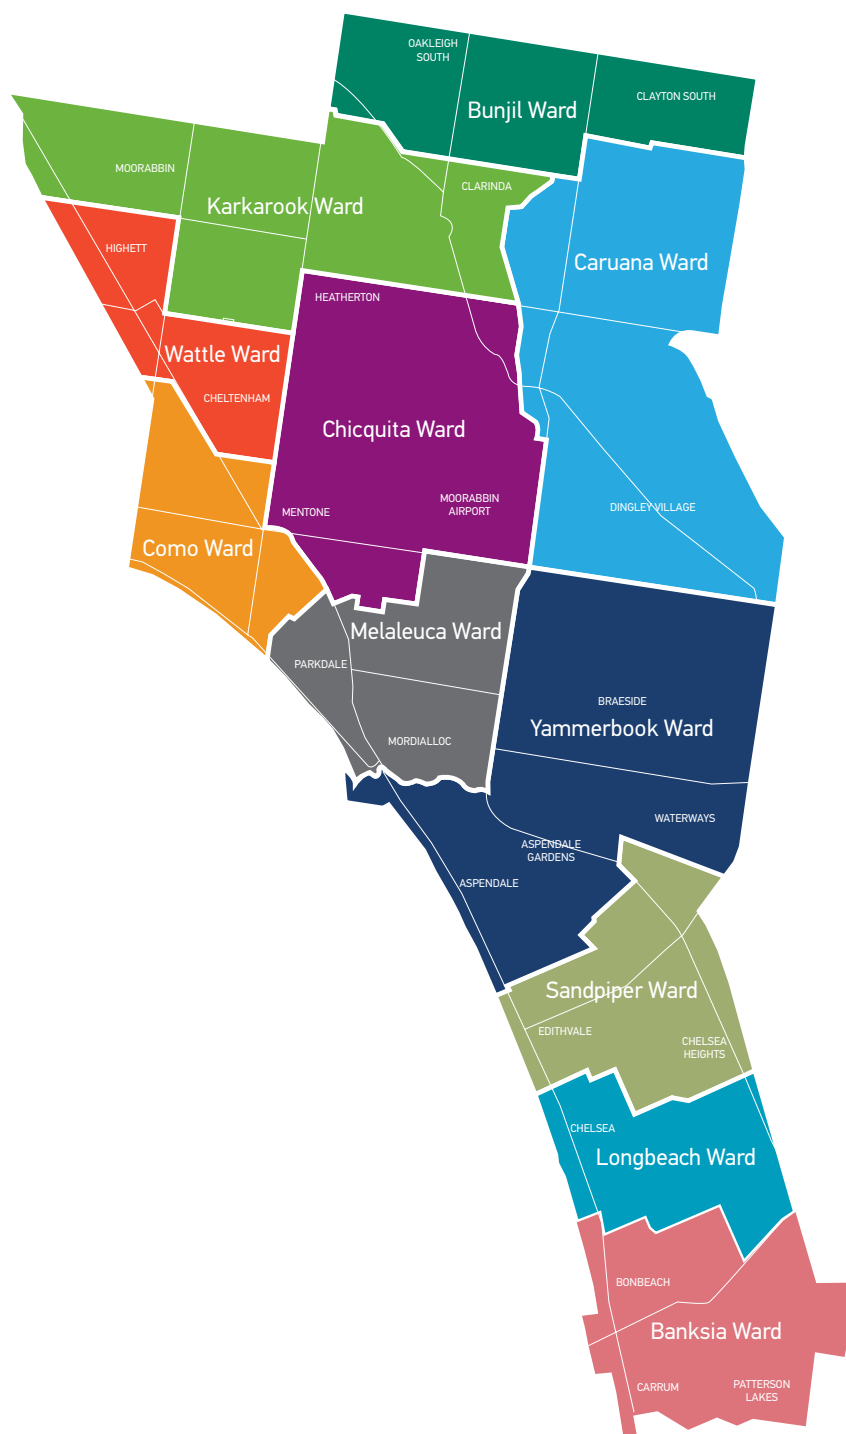 OAKLEIGH
SOUTH
CLAYTON SOUTH
Bunjil Ward
MOORABBIN
CLARINDA
Karkarook Ward
HIGHETT
Caruana Ward
HEATHERTON
Wattle Ward
CHELTENHAM
Chicquita Ward
MOORABBIN
AIRPORT
MENTONE
DINGLEY VILLAGE
Como Ward
Melaleuca Ward
PARKDALE
BRAESIDE
Yammerbook Ward
MORDIALLOC
WATERWAYS
ASPENDALE
GARDENS
ASPENDALE
Sandpiper Ward
EDITHVALE
CHELSEA
HEIGHTS
CHELSEA
Longbeach Ward
BONBEACH
Banksia Ward
CARRUM
PATTERSON
LAKES